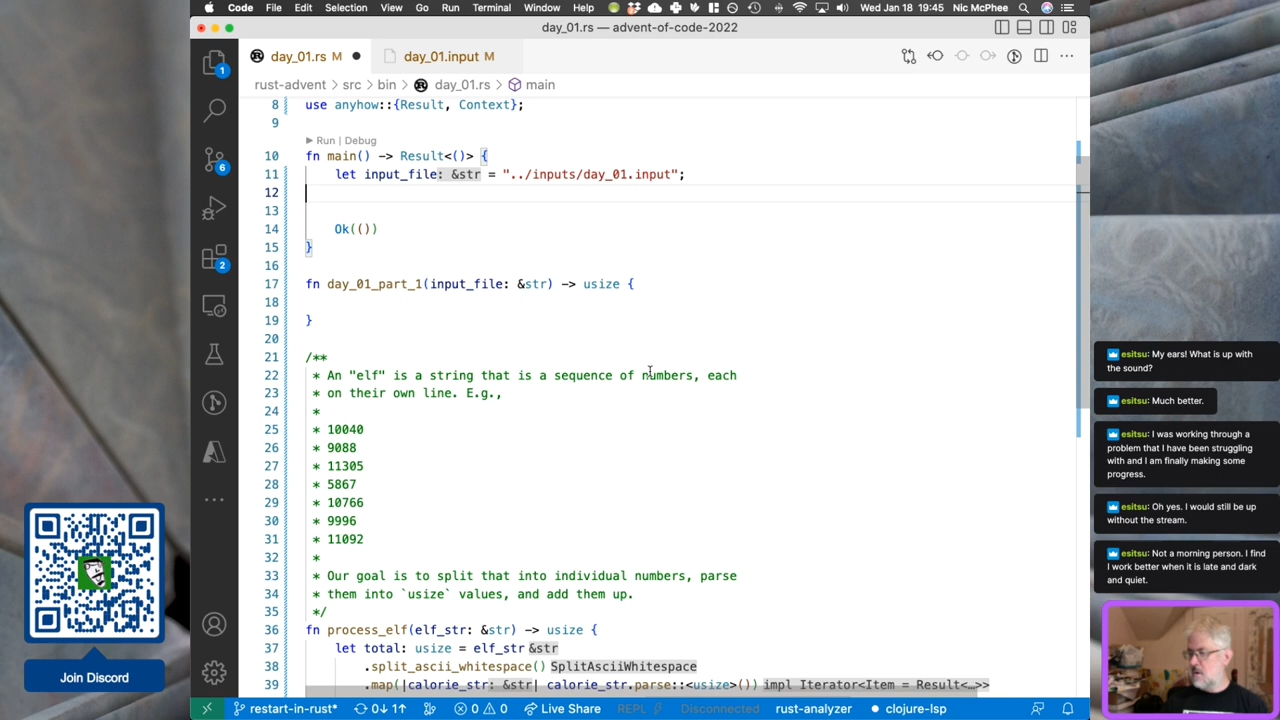 Code File Edit Selection View Go Run Terminal Window Help Wed Jan 18 19:45 Nic McPhee
day_01.rs — advent-of-code-2022
day_01.rs M day_01.input M
rust-advent > src > bin > day_01.rs > main
8 use anyhow::{Result, Context};
9
Run | Debug
10 fn main() -> Result<()> {
11 let input_file: &str = "../inputs/day_01.input";
12
13
14 Ok(())
15 }
16
17 fn day_01_part_1(input_file: &str) -> usize {
18
19 }
20
21 /**
22 * An "elf" is a string that is a sequence of numbers, each
23 * on their own line. E.g.,
24 *
25 * 10040
26 * 9088
27 * 11305
28 * 5867
29 * 10766
30 * 9996
31 * 11092
32 *
33 * Our goal is to split that into individual numbers, parse
34 * them into `usize` values, and add them up.
35 */
36 fn process_elf(elf_str: &str) -> usize {
37 let total: usize = elf_str &str
38 .split_ascii_whitespace() SplitAsciiWhitespace
39 .map(|calorie_str: &str| calorie_str.parse::<usize>()) impl Iterator<Item = Result<…>>
1
6
2
restart-in-rust* 0↓ 1↑ 0 0 Live Share REPL Disconnected rust-analyzer clojure-lsp
Join Discord
esitsu: My ears! What is up with
the sound?
esitsu: Much better.
esitsu: I was working through a
problem that I have been struggling
with and I am finally making some
progress.
esitsu: Oh yes. I would still be up
without the stream.
esitsu: Not a morning person. I find
I work better when it is late and dark
and quiet.